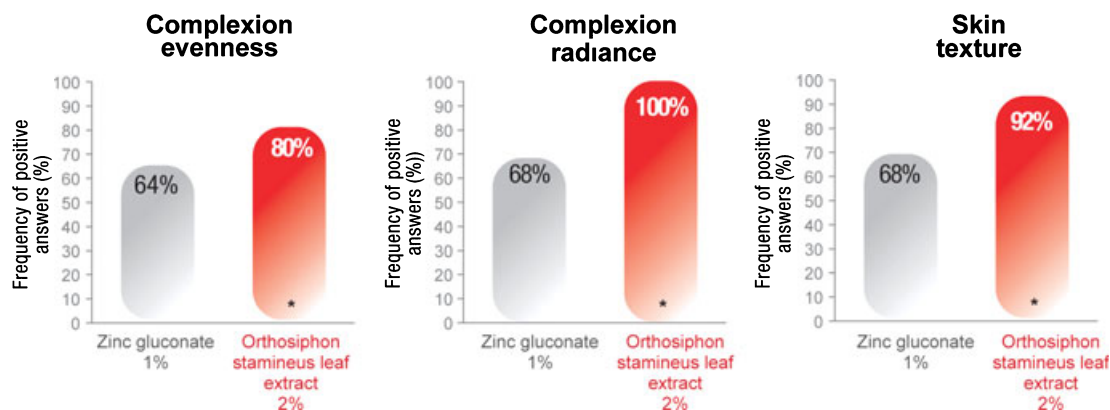 Complexion
evenness
Frequency of positive
answers (%)
100
90
80
70
60
50
40
30
20
10
0
64%
80%
*
Zinc gluconate
1%
Orthosiphon
stamineus leaf
extract
2%
Complexion
radıance
Frequency of positive
answers (%))
100
90
80
70
60
50
40
30
20
10
0
68%
100%
*
Zinc gluconate
1%
Orthosiphon
stamineus leaf
extract
2%
Skin
texture
Frequency of positive
answers (%)
100
90
80
70
60
50
40
30
20
10
0
68%
92%
*
Zinc gluconate
1%
Orthosiphon
stamineus leaf
extract
2%